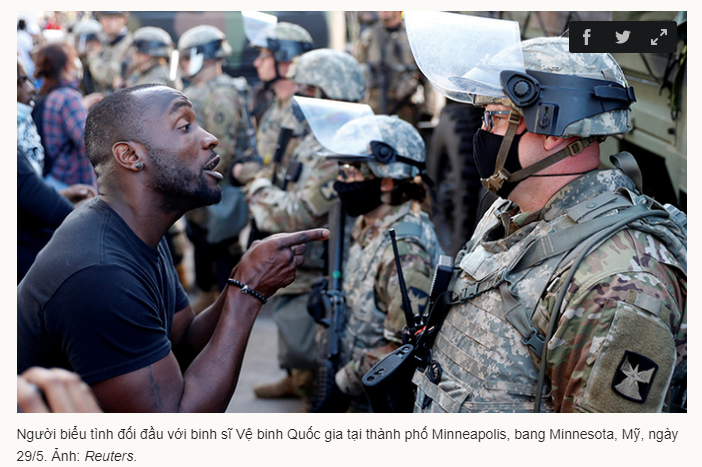 Người biểu tình đối đầu với binh sĩ Vệ binh Quốc gia tại thành phố Minneapolis, bang Minnesota, Mỹ, ngày
29/5. Ảnh: Reuters.